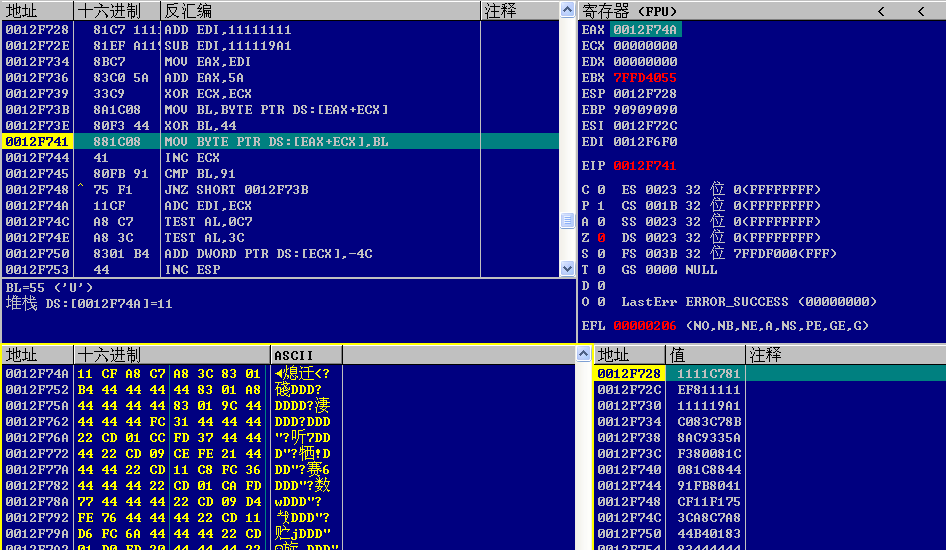 地址 十六进制 反汇编 注释
0012F728 81C7 111: ADD EDI,11111111
0012F72E 81EF A119 SUB EDI,111119A1
0012F734 8BC7 MOV EAX,EDI
0012F736 83C0 5A ADD EAX,5A
0012F739 33C9 XOR ECX,ECX
0012F73B 8A1C08 MOV BL,BYTE PTR DS:[EAX+ECX]
0012F73E 80F3 44 XOR BL,44
0012F741 881C08 MOV BYTE PTR DS:[EAX+ECX],BL
0012F744 41 INC ECX
0012F745 80FB 91 CMP BL,91
0012F748 ^ 75 F1 JNZ SHORT 0012F73B
0012F74A 11CF ADC EDI,ECX
0012F74C A8 C7 TEST AL,0C7
0012F74E A8 3C TEST AL,3C
0012F750 8301 B4 ADD DWORD PTR DS:[ECX],-4C
0012F753 44 INC ESP
BL=55 ('U')
堆栈 DS:[0012F74A]=11
寄存器 (FPU) < <
EAX 0012F74A
ECX 00000000
EDX 00000000
EBX 7FFD4055
ESP 0012F728
EBP 90909090
ESI 0012F72C
EDI 0012F6F0
EIP 0012F741
C 0 ES 0023 32 位 0(FFFFFFFF)
P 1 CS 001B 32 位 0(FFFFFFFF)
A 0 SS 0023 32 位 0(FFFFFFFF)
Z 0 DS 0023 32 位 0(FFFFFFFF)
S 0 FS 003B 32 位 7FFDF000(FFF)
T 0 GS 0000 NULL
D 0
O 0 LastErr ERROR_SUCCESS (00000000)
EFL 00000206 (NO,NB,NE,A,NS,PE,GE,G)
地址 十六进制 ASCII
0012F74A 11 CF A8 C7 A8 3C 83 01 ◄熄迁<?
0012F752 B4 44 44 44 44 83 01 A8 碊DDD?
0012F75A 44 44 44 44 83 01 9C 44 DDDD?淒
0012F762 44 44 44 FC 31 44 44 44 DDD?DDD
0012F76A 22 CD 01 CC FD 37 44 44 "?听7DD
0012F772 44 22 CD 09 CE FE 21 44 D"?犧!D
0012F77A 44 44 22 CD 11 C8 FC 36 DD"?赛6
0012F782 44 44 44 22 CD 01 CA FD DDD"?数
0012F78A 77 44 44 44 22 CD 09 D4 wDDD"?
0012F792 FE 76 44 44 44 22 CD 11 DDD"?
0012F79A D6 FC 6A 44 44 44 22 CD 贮jDDD"
地址 值 注释
0012F728 1111C781
0012F72C EF811111
0012F730 111119A1
0012F734 C083C78B
0012F738 8AC9335A
0012F73C F380081C
0012F740 081C8844
0012F744 91FB8041
0012F748 CF11F175
0012F74C 3CA8C7A8
0012F750 44B40183